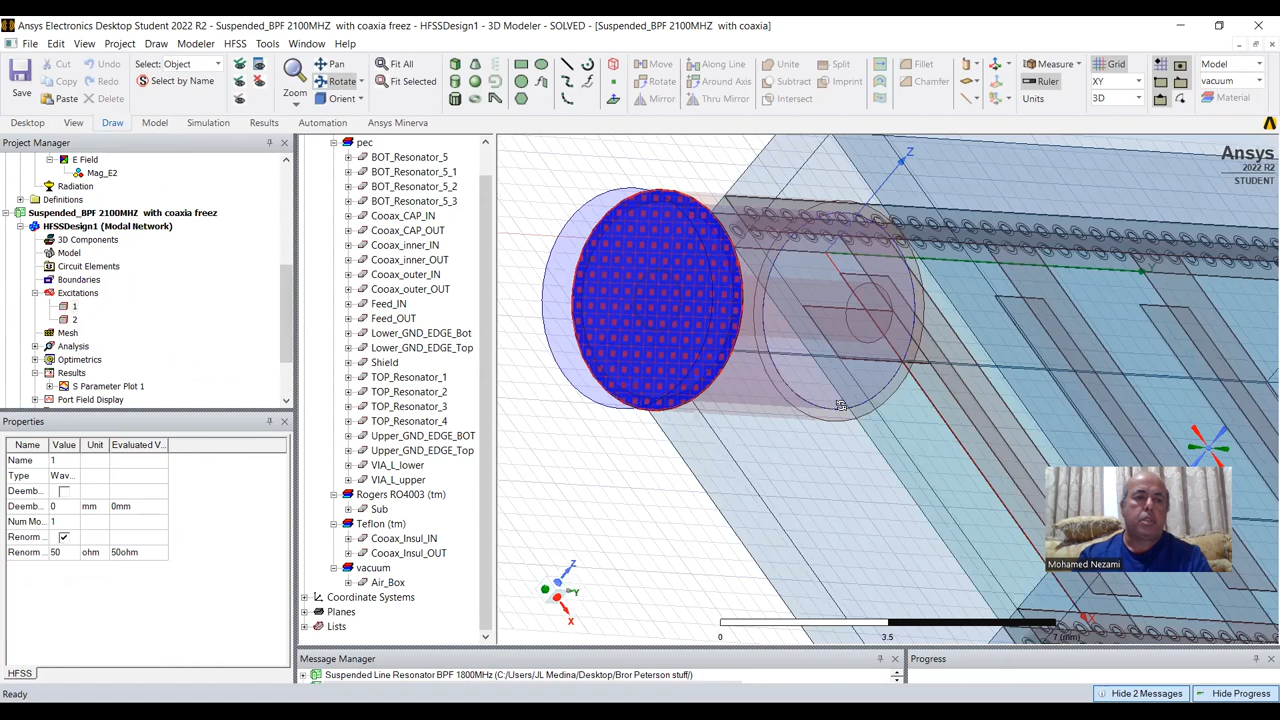 Ansys Electronics Desktop Student 2022 R2 - Suspended_BPF 2100MHZ  with coaxia freez - HFSSDesign1 - 3D Modeler - SOLVED - [Suspended_BPF 2100MHZ  with coaxia]
File Edit View Project Draw Modeler HFSS Tools Window Help
Save Cut Undo Select: Object Pan Fit All Unite Split Fillet Measure Grid Model
Copy Redo Select by Name Rotate Fit Selected Move Along Line Subtract Imprint Chamfer Ruler XY vacuum
Paste Delete Zoom Orient Rotate Around Axis Intersect Units 3D Material
Mirror Thru Mirror
Desktop View Draw Model Simulation Results Automation Ansys Minerva
Project Manager
E Field
Mag_E2
Radiation
Definitions
Suspended_BPF 2100MHZ  with coaxia freez
HFSSDesign1 (Modal Network)
3D Components
Model
Circuit Elements
Boundaries
Excitations
1
2
Mesh
Analysis
Optimetrics
Results
S Parameter Plot 1
Port Field Display
Properties
Name Value Unit Evaluated V...
Name 1
Type Wav...
Deemb...
Deemb... 0 mm 0mm
Num Mo... 1
Renorm...
Renorm... 50 ohm 50ohm
HFSS
pec
BOT_Resonator_5
BOT_Resonator_5_1
BOT_Resonator_5_2
BOT_Resonator_5_3
Cooax_CAP_IN
Cooax_CAP_OUT
Cooax_inner_IN
Cooax_inner_OUT
Cooax_outer_IN
Cooax_outer_OUT
Feed_IN
Feed_OUT
Lower_GND_EDGE_Bot
Lower_GND_EDGE_Top
Shield
TOP_Resonator_1
TOP_Resonator_2
TOP_Resonator_3
TOP_Resonator_4
Upper_GND_EDGE_BOT
Upper_GND_EDGE_Top
VIA_L_lower
VIA_L_upper
Rogers RO4003 (tm)
Sub
Teflon (tm)
Cooax_Insul_IN
Cooax_Insul_OUT
vacuum
Air_Box
Coordinate Systems
Planes
Lists
Ansys
2022 R2
STUDENT
Z
X
Z
Y
X
0 3.5 7 (mm)
Mohamed Nezami
Message Manager
Suspended Line Resonator BPF 1800MHz (C:/Users/JL Medina/Desktop/Bror Peterson stuff/)
Progress
Ready
Hide 2 Messages Hide Progress